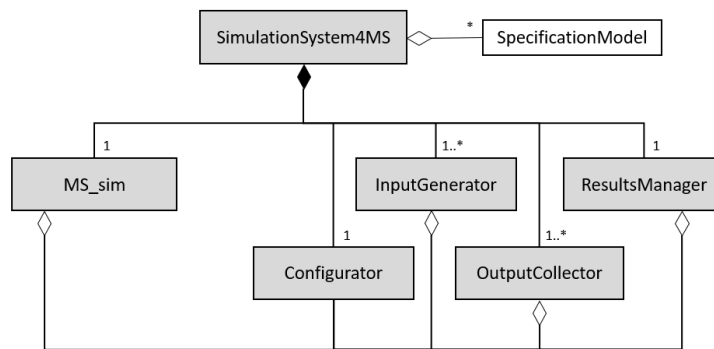 SimulationSystem4MS
*
SpecificationModel
1
1..*
1
MS_sim
InputGenerator
ResultsManager
1
1..*
Configurator
OutputCollector